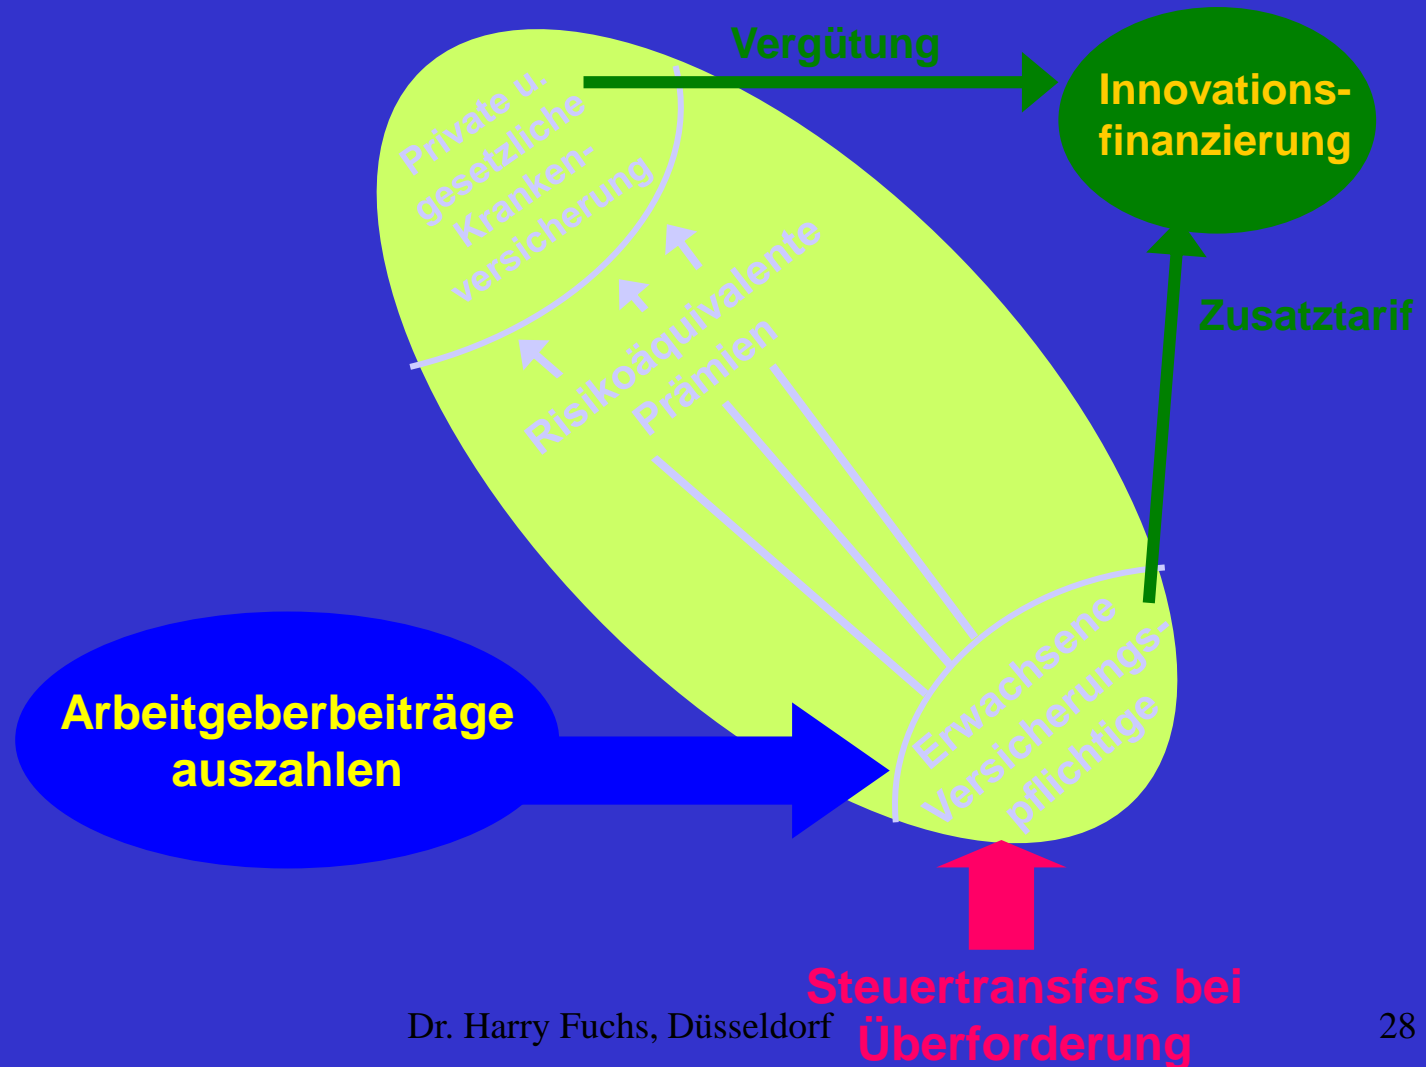 Vergütung
Innovations-
finanzierung
Private u.
gesetzliche
Kranken-
versicherung
Risikoäquivalente
Prämien
Zusatztarif
Erwachsene
Versicherungs-
pflichtige
Arbeitgeberbeiträge
auszahlen
Steuertransfers bei
Überforderung
Dr. Harry Fuchs, Düsseldorf
28